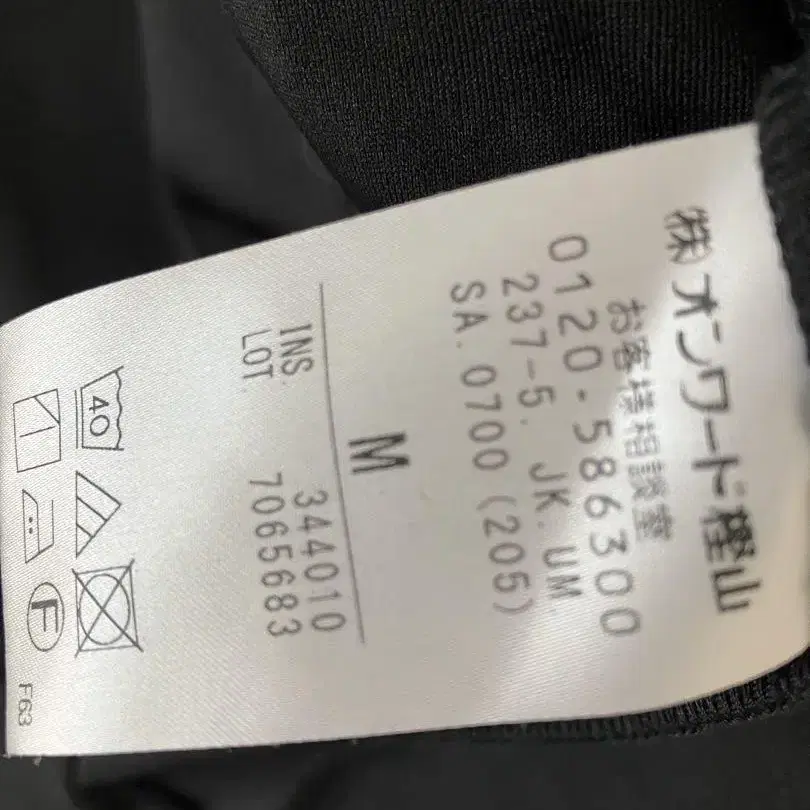 ㈱オンワード樫山
お客様相談室
0120-586300
237-5. JK. UM.
SA. 0700 (205)
M
INS. 344010
LOT. 7065683
40
F
F63